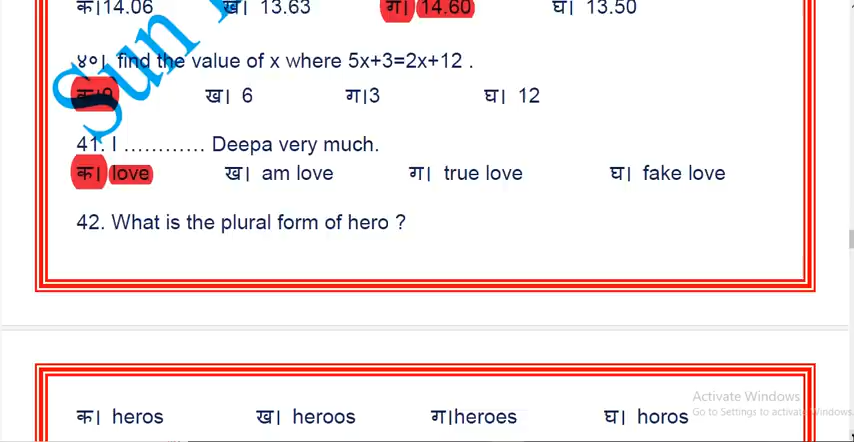 क।14.06 ख। 13.63 ग। 14.60 घ। 13.50
४०। find the value of x where 5x+3=2x+12 .
क।9 ख। 6 ग।3 घ। 12
41. I ………… Deepa very much.
क। love ख। am love ग। true love घ। fake love
42. What is the plural form of hero ?
क। heros ख। heroos ग।heroes घ। horos
Activate Windows
Go to Settings to activate Windows.
Sun